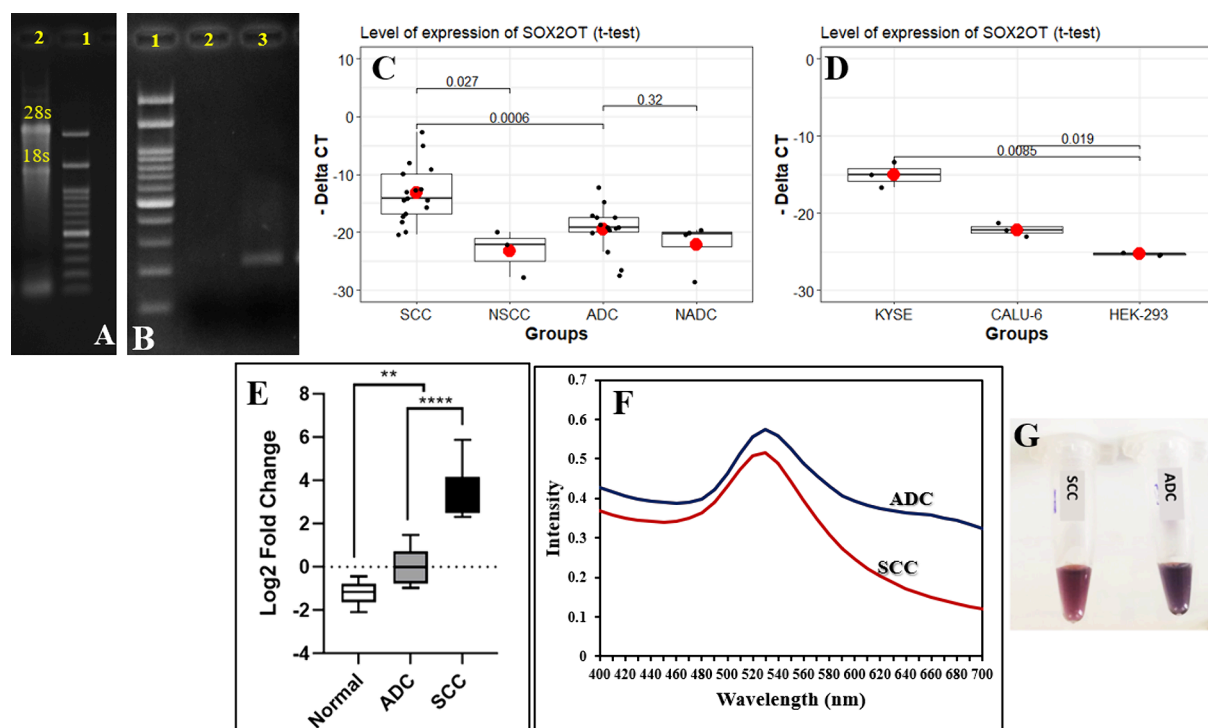 2 1
28s
18s
A
1 2 3
B
Level of expression of SOX2OT (t-test)
C
- Delta CT
10
0
-10
-20
-30
0.027
0.0006
0.32
SCC NSCC ADC NADC
Groups
Level of expression of SOX2OT (t-test)
D
- Delta CT
0
-10
-20
-30
0.019
0.0085
KYSE CALU-6 HEK-293
Groups
E
Log2 Fold Change
8
6
4
2
0
-2
-4
**
****
Normal ADC SCC
F
Intensity
0.7
0.6
0.5
0.4
0.3
0.2
0.1
0
ADC
SCC
400 420 440 460 480 500 520 540 560 580 600 620 640 660 680 700
Wavelength (nm)
G
SCC
ADC